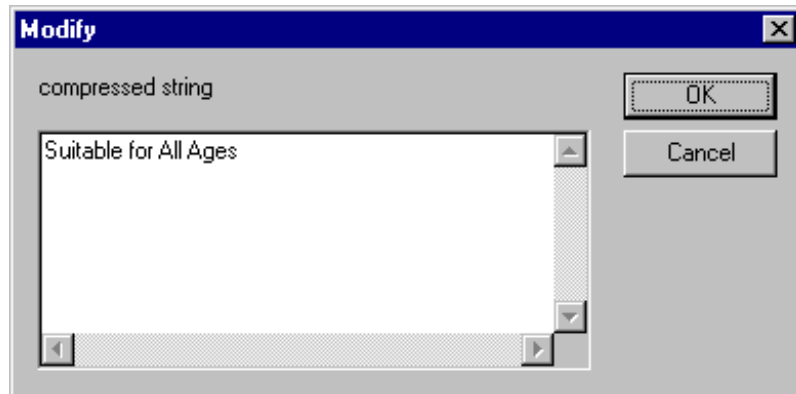 Modify
compressed string
OK
Suitable for All Ages
Cancel